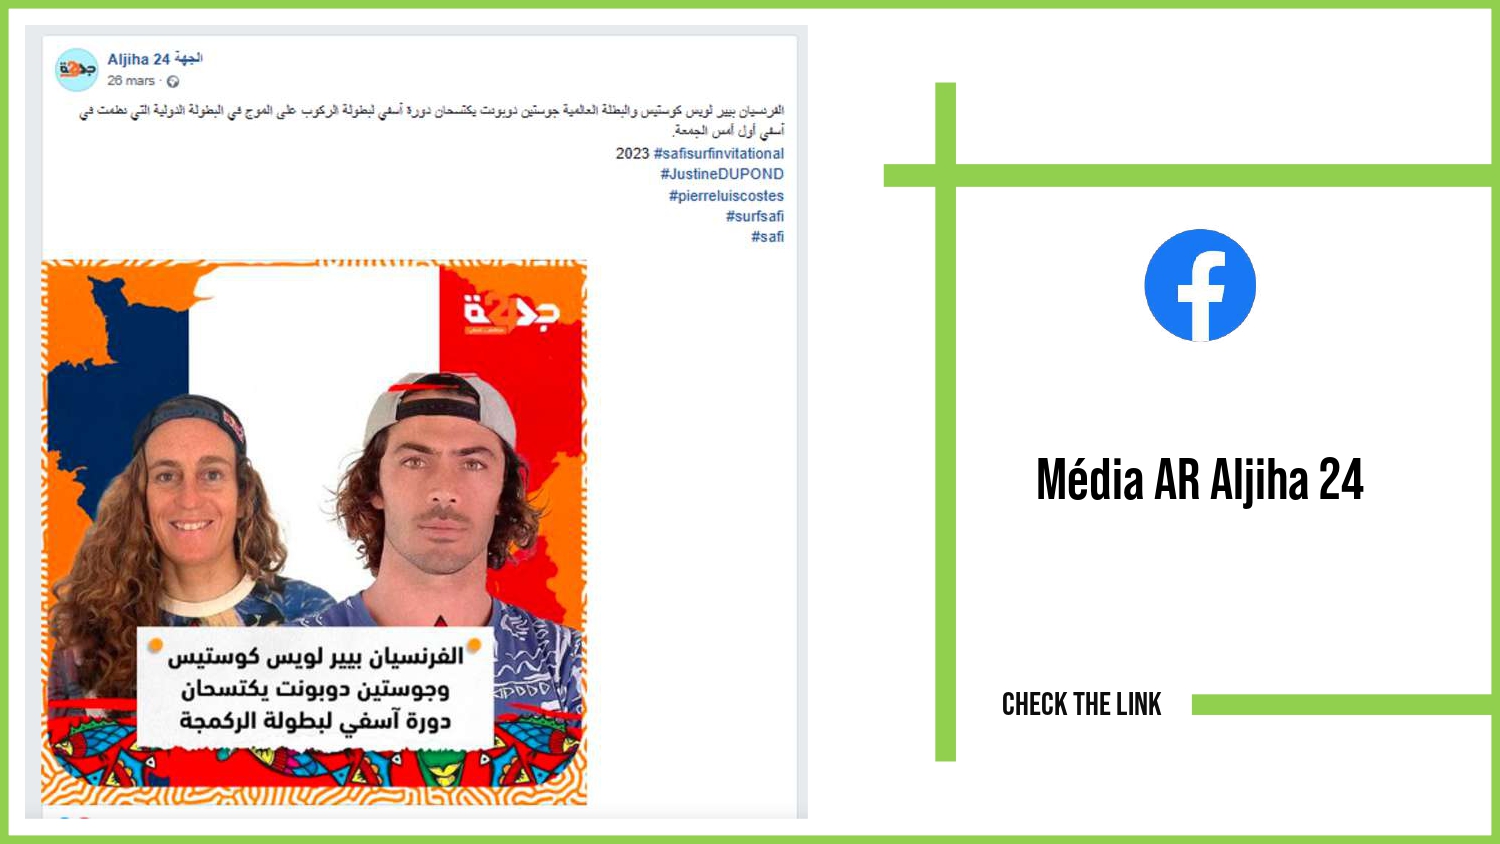 Aljiha 24 الجهة
26 mars ·
الفرنسيان بيير لويس كوستيس والبطلة العالمية جوستين دوبونت يكتسحان دورة آسفي لبطولة الركوب على الموج في البطولة الدولية التي نظمت في
آسفي أول أمس الجمعة.
2023 #safisurfinvitational
#JustineDUPOND
#pierreluiscostes
#surfsafi
#safi
جهة 24
الفرنسيان بيير لويس كوستيس
وجوستين دوبونت يكتسحان
دورة آسفي لبطولة الركمجة
Média AR Aljiha 24
CHECK THE LINK